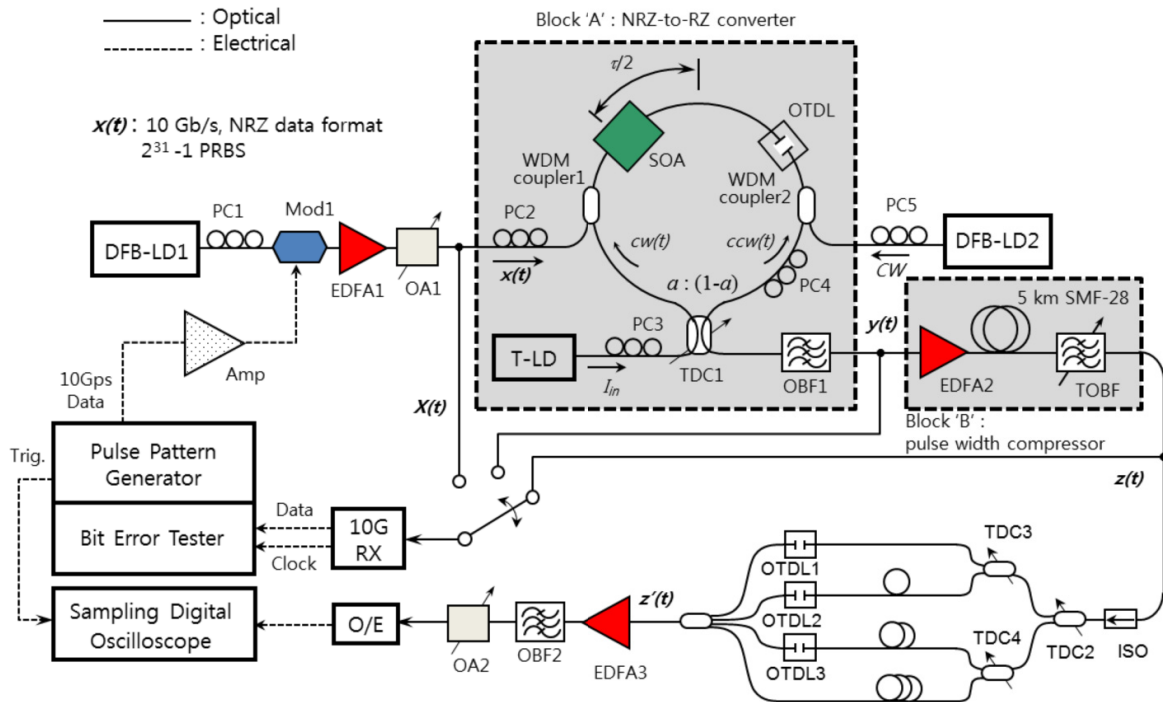 : Optical
: Electrical
Block 'A' : NRZ-to-RZ converter
x(t) : 10 Gb/s, NRZ data format
2³¹ -1 PRBS
τ/2
SOA
OTDL
WDM
coupler1
WDM
coupler2
DFB-LD1
PC1
Mod1
EDFA1
OA1
PC2
x(t)
cw(t)
ccw(t)
PC4
PC5
CW
DFB-LD2
a : (1-a)
T-LD
PC3
I_in
TDC1
OBF1
y(t)
5 km SMF-28
EDFA2
TOBF
Block 'B' :
pulse width compressor
z(t)
Amp
10Gps
Data
X(t)
Trig.
Pulse Pattern
Generator
Bit Error Tester
Data
Clock
10G
RX
Sampling Digital
Oscilloscope
O/E
OA2
OBF2
EDFA3
z'(t)
OTDL1
OTDL2
OTDL3
TDC3
TDC4
TDC2
ISO